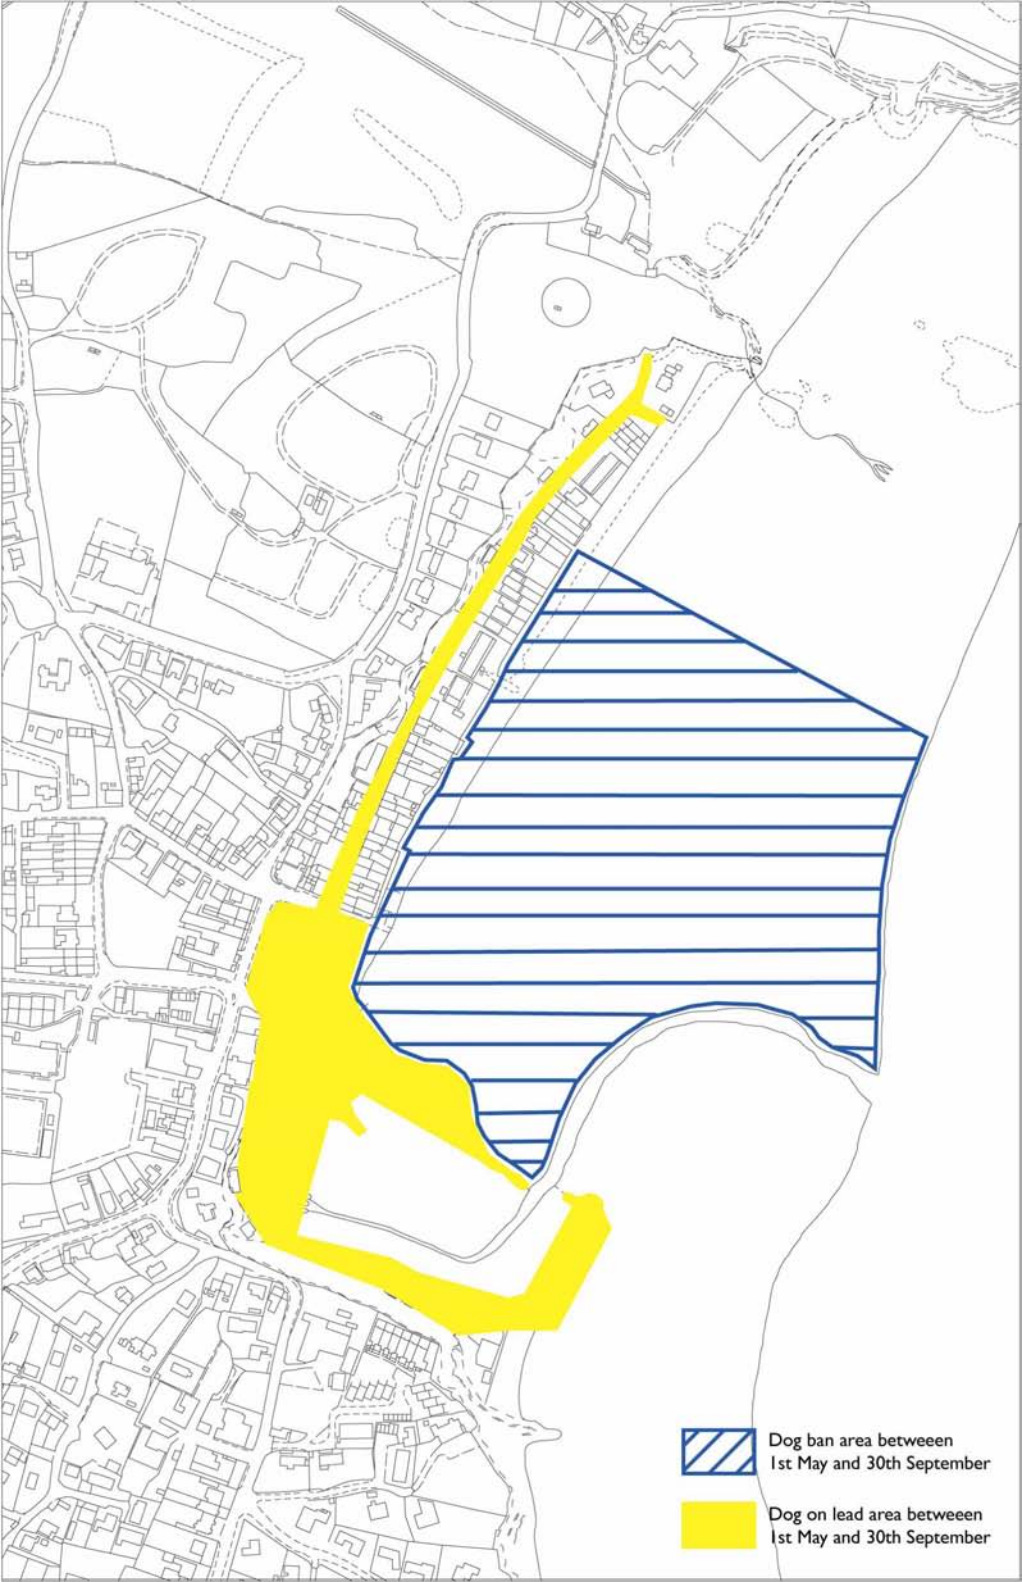 Dog ban area betweeen
1st May and 30th September
Dog on lead area betweeen
1st May and 30th September